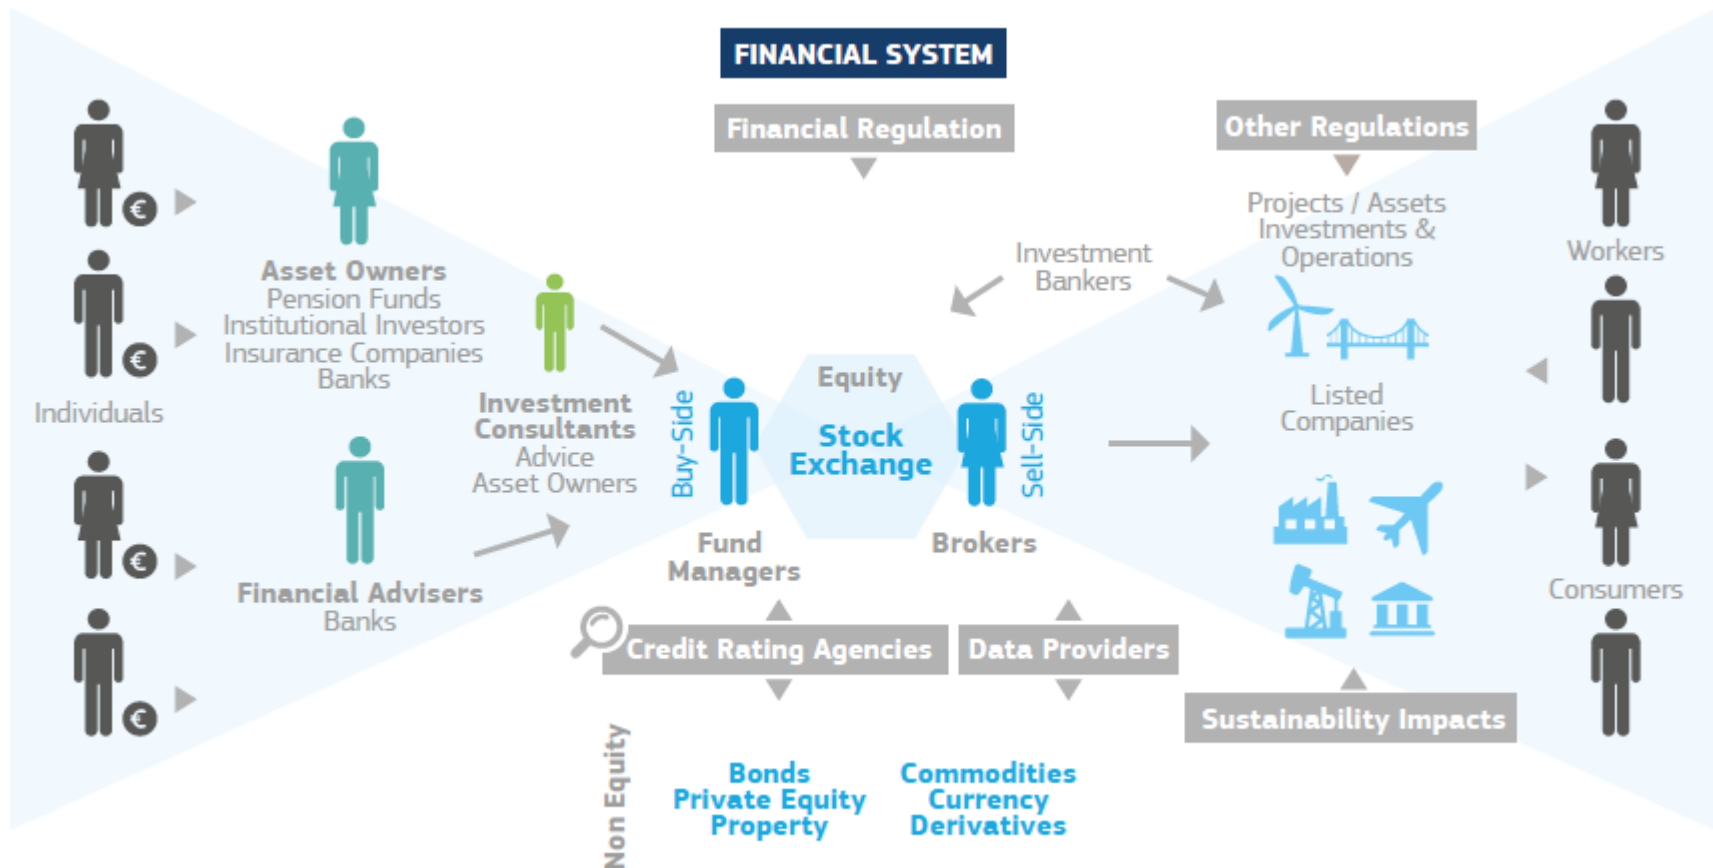 FINANCIAL SYSTEM
Financial Regulation
Other Regulations
Projects / Assets
Investments &
Operations
Investment
Bankers
Workers
Asset Owners
Pension Funds
Institutional Investors
Insurance Companies
Banks
Individuals
Investment
Consultants
Advice
Asset Owners
Buy-Side
Equity
Stock
Exchange
Sell-Side
Listed
Companies
Fund
Managers
Brokers
Financial Advisers
Banks
Consumers
Credit Rating Agencies
Data Providers
Sustainability Impacts
Non Equity
Bonds
Private Equity
Property
Commodities
Currency
Derivatives
€
€
€
€